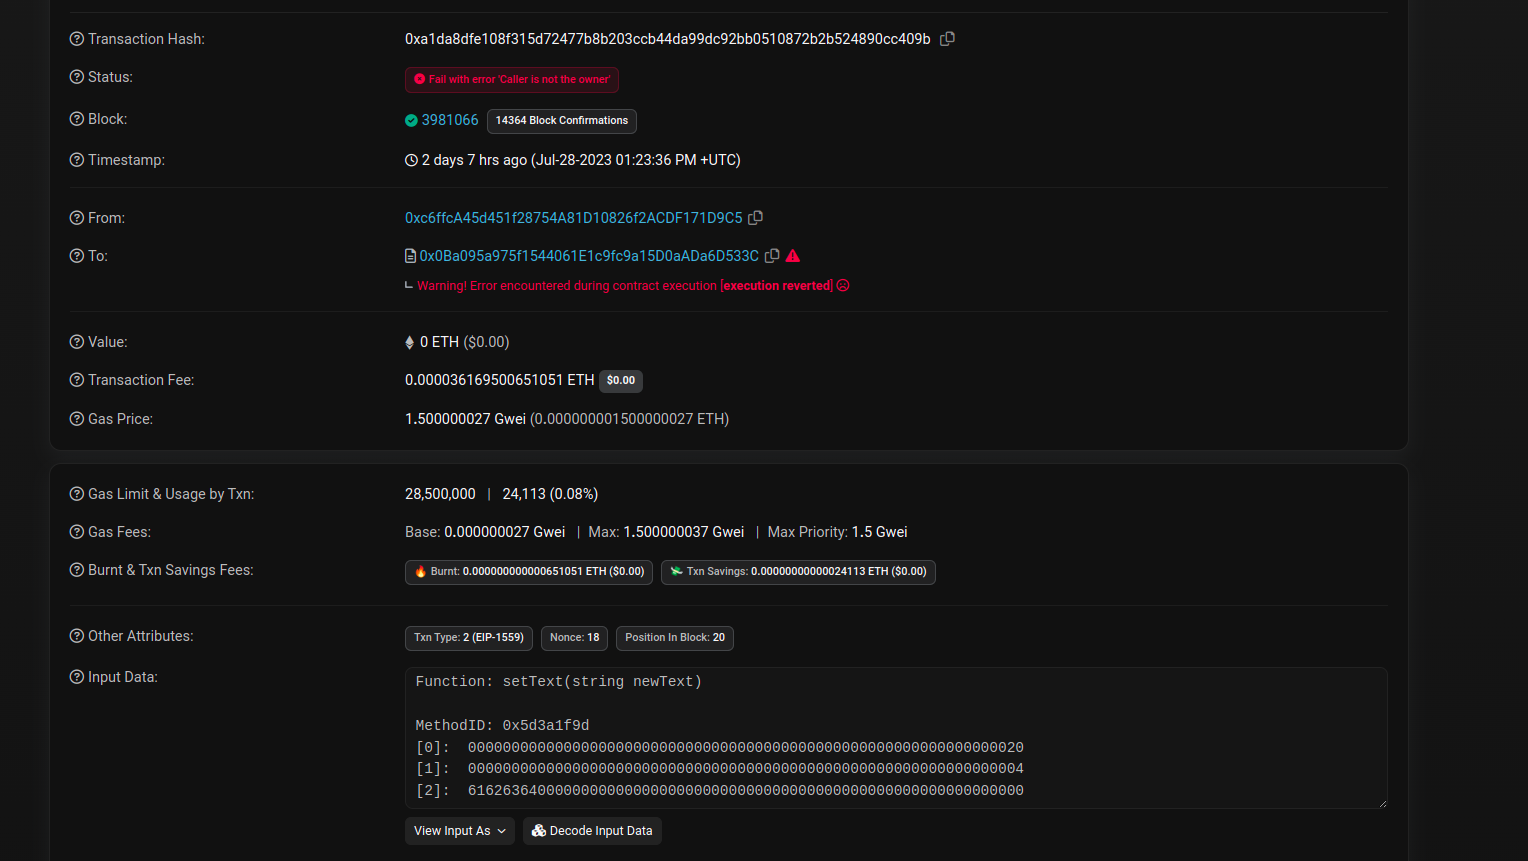 Transaction Hash: 0xa1da8dfe108f315d72477b8b203ccb44da99dc92bb0510872b2b524890cc409b
Status: Fail with error 'Caller is not the owner'
Block: 3981066 14364 Block Confirmations
Timestamp: 2 days 7 hrs ago (Jul-28-2023 01:23:36 PM +UTC)
From: 0xc6ffcA45d451f28754A81D10826f2ACDF171D9C5
To: 0x0Ba095a975f1544061E1c9fc9a15D0aADa6D533C
Warning! Error encountered during contract execution [execution reverted]
Value: 0 ETH ($0.00)
Transaction Fee: 0.000036169500651051 ETH $0.00
Gas Price: 1.500000027 Gwei (0.000000001500000027 ETH)
Gas Limit & Usage by Txn: 28,500,000 | 24,113 (0.08%)
Gas Fees: Base: 0.000000027 Gwei | Max: 1.500000037 Gwei | Max Priority: 1.5 Gwei
Burnt & Txn Savings Fees: Burnt: 0.000000000000651051 ETH ($0.00) Txn Savings: 0.00000000000024113 ETH ($0.00)
Other Attributes: Txn Type: 2 (EIP-1559) Nonce: 18 Position In Block: 20
Input Data: Function: setText(string newText)
MethodID: 0x5d3a1f9d
[0]: 0000000000000000000000000000000000000000000000000000000000000020
[1]: 0000000000000000000000000000000000000000000000000000000000000004
[2]: 6162636400000000000000000000000000000000000000000000000000000000
View Input As Decode Input Data